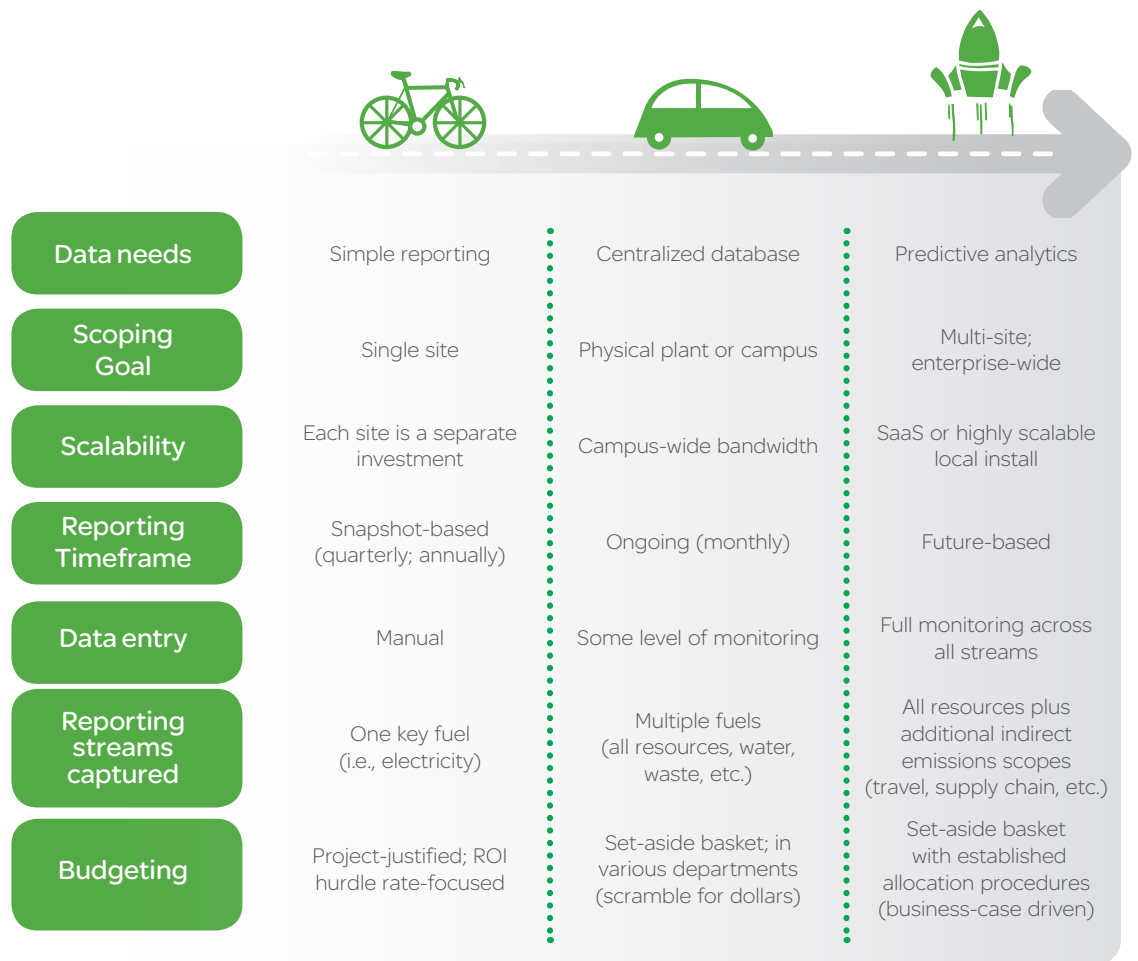 Data needs
Simple reporting
Centralized database
Predictive analytics
Scoping
Goal
Single site
Physical plant or campus
Multi-site;
enterprise-wide
Scalability
Each site is a separate
investment
Campus-wide bandwidth
SaaS or highly scalable
local install
Reporting
Timeframe
Snapshot-based
(quarterly; annually)
Ongoing (monthly)
Future-based
Data entry
Manual
Some level of monitoring
Full monitoring across
all streams
Reporting
streams
captured
One key fuel
(i.e., electricity)
Multiple fuels
(all resources, water,
waste, etc.)
All resources plus
additional indirect
emissions scopes
(travel, supply chain, etc.)
Budgeting
Project-justified; ROI
hurdle rate-focused
Set-aside basket; in
various departments
(scramble for dollars)
Set-aside basket
with established
allocation procedures
(business-case driven)